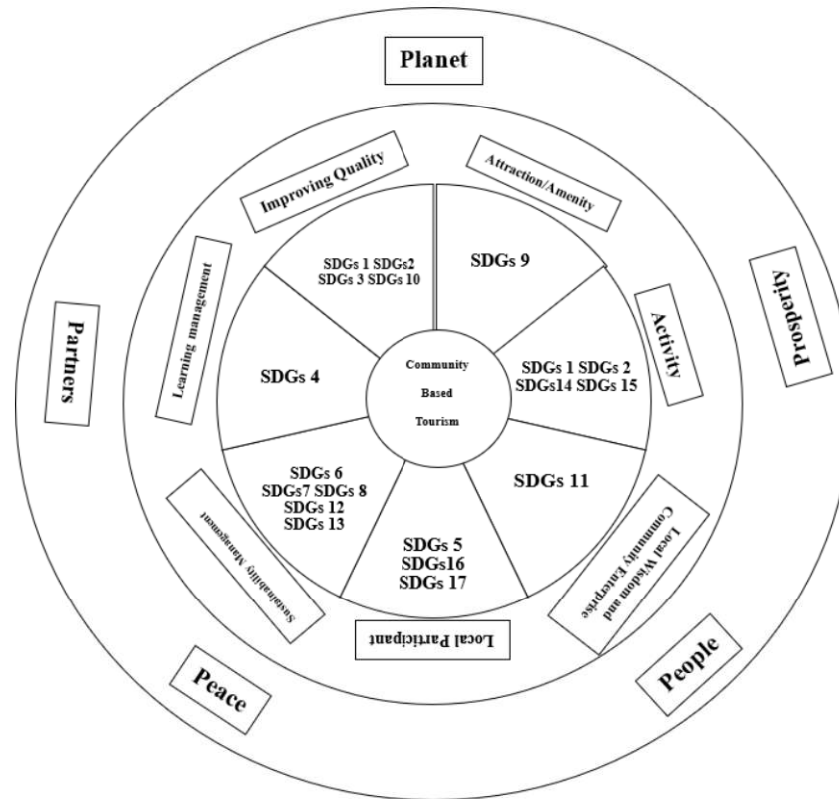 Planet
Improving Quality
Attraction/Amenity
SDGs 1 SDGs2
SDGs 3 SDGs 10
SDGs 9
Learning management
Activity
Prosperity
Partners
SDGs 4
Community
Based
Tourism
SDGs 1 SDGs 2
SDGs14 SDGs 15
SDGs 6
SDGs7 SDGs 8
SDGs 12
SDGs 13
SDGs 11
SDGs 5
SDGs16
SDGs 17
Sustainability Management
Local Wisdom and
Community Enterprise
Local Participant
Peace
People